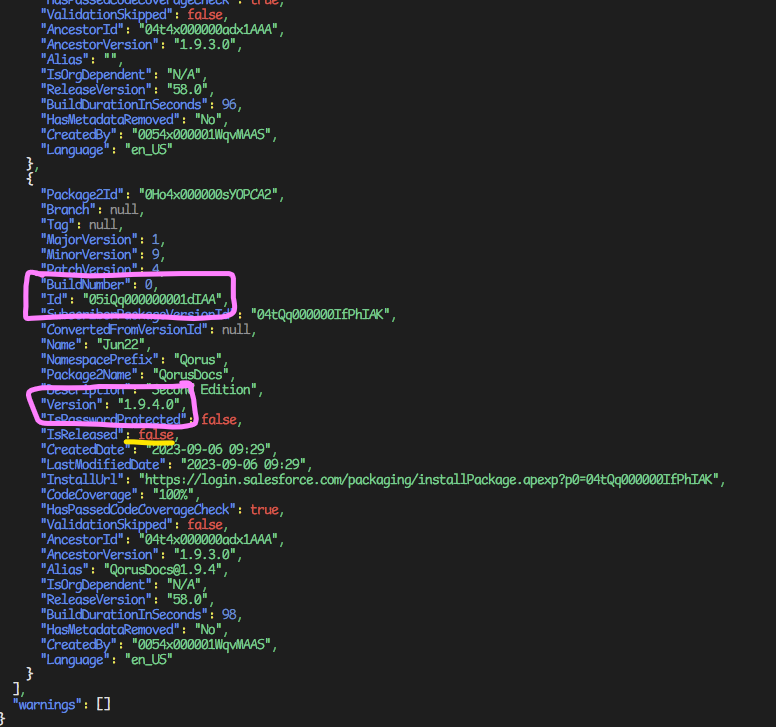 "HasPassedCodeCoverageCheck": true,
"ValidationSkipped": false,
"AncestorId": "04t4x000000adx1AAA",
"AncestorVersion": "1.9.3.0",
"Alias": "",
"IsOrgDependent": "N/A",
"ReleaseVersion": "58.0",
"BuildDurationInSeconds": 96,
"HasMetadataRemoved": "No",
"CreatedBy": "0054x000001WqvMAAS",
"Language": "en_US"
},
{
"Package2Id": "0Ho4x000000sYOPCA2",
"Branch": null,
"Tag": null,
"MajorVersion": 1,
"MinorVersion": 9,
"PatchVersion": 4,
"BuildNumber": 0,
"Id": "05iQq000000001dIAA",
"SubscriberPackageVersionId": "04tQq000000IfPhIAK",
"ConvertedFromVersionId": null,
"Name": "Jun22",
"NamespacePrefix": "Qorus",
"Package2Name": "QorusDocs",
"Description": "Second Edition",
"Version": "1.9.4.0",
"IsPasswordProtected": false,
"IsReleased": false,
"CreatedDate": "2023-09-06 09:29",
"LastModifiedDate": "2023-09-06 09:29",
"InstallUrl": "https://login.salesforce.com/packaging/installPackage.apexp?p0=04tQq000000IfPhIAK",
"CodeCoverage": "100%",
"HasPassedCodeCoverageCheck": true,
"ValidationSkipped": false,
"AncestorId": "04t4x000000adx1AAA",
"AncestorVersion": "1.9.3.0",
"Alias": "QorusDocs@1.9.4",
"IsOrgDependent": "N/A",
"ReleaseVersion": "58.0",
"BuildDurationInSeconds": 98,
"HasMetadataRemoved": "No",
"CreatedBy": "0054x000001WqvMAAS",
"Language": "en_US"
}
],
"warnings": []
}